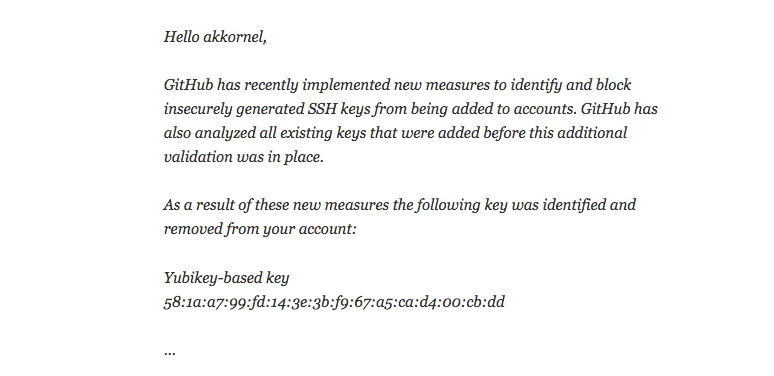 Hello akkornel,
GitHub has recently implemented new measures to identify and block
insecurely generated SSH keys from being added to accounts. GitHub has
also analyzed all existing keys that were added before this additional
validation was in place.
As a result of these new measures the following key was identified and
removed from your account:
Yubikey-based key
58:1a:a7:99:fd:14:3e:3b:f9:67:a5:ca:d4:00:cb:dd
...